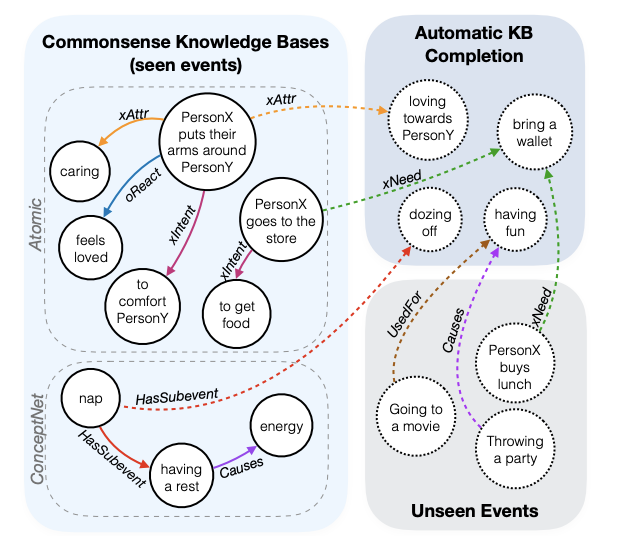 Commonsense Knowledge Bases
(seen events)
Atomic
xAttr
PersonX
puts their
arms around
PersonY
caring
oReact
feels
loved
xIntent
to
comfort
PersonY
PersonX
goes to the
store
xIntent
to get
food
ConceptNet
nap
HasSubevent
having
a rest
Causes
energy
HasSubevent
xAttr
xNeed
Automatic KB
Completion
loving
towards
PersonY
bring a
wallet
dozing
off
having
fun
UsedFor
Causes
xNeed
PersonX
buys
lunch
Going to
a movie
Throwing
a party
Unseen Events